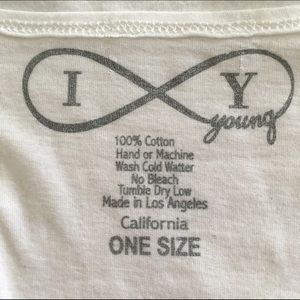 I Y
young
100% Cotton
Hand or Machine
Wash Cold Watter
No Bleach
Tumble Dry Low
Made in Los Angeles
California
ONE SIZE